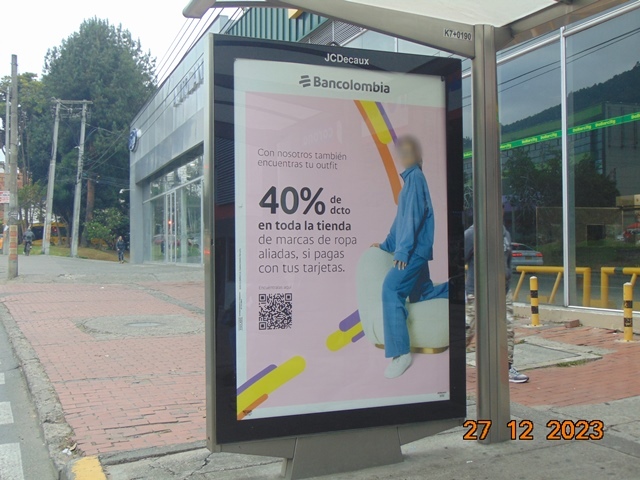 K7+0190
JCDecaux
Bancolombia
Con nosotros también
encuentras tu outfit
40% de
dcto
en toda la tienda
de marcas de ropa
aliadas, si pagas
con tus tarjetas.
27 12 2023